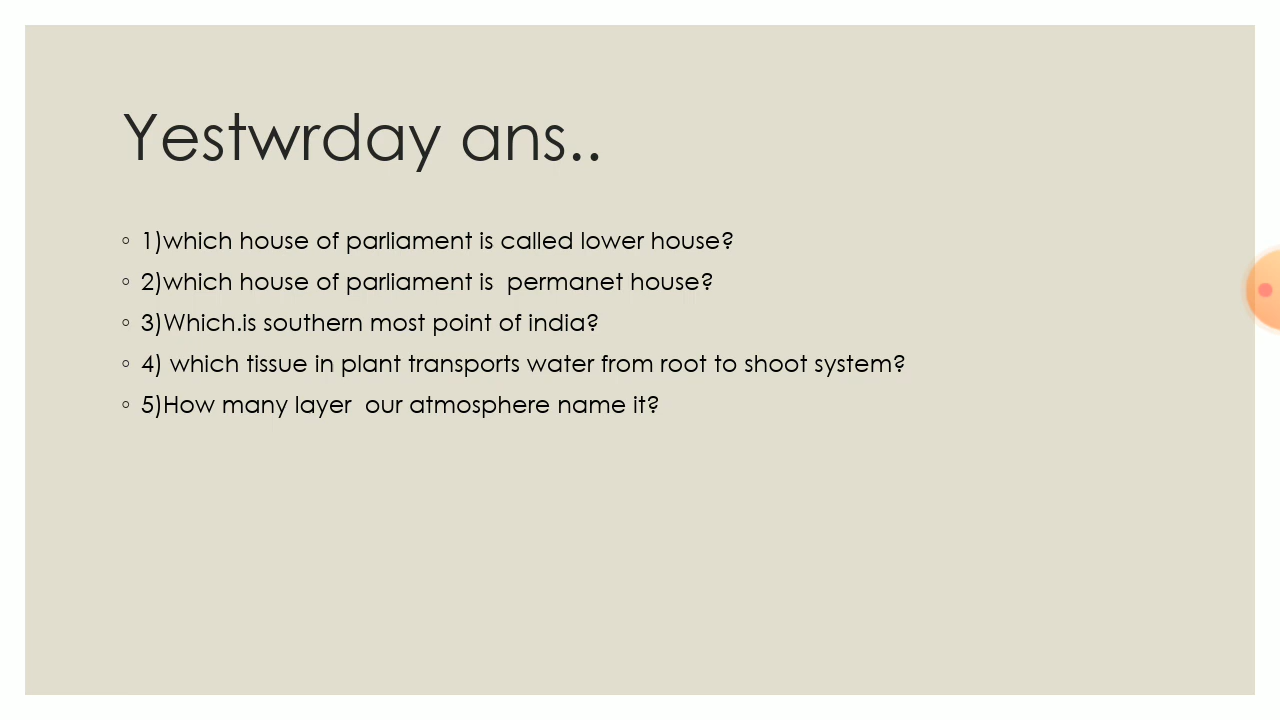 Yestwrday ans..
◦ 1)which house of parliament is called lower house?
◦ 2)which house of parliament is  permanet house?
◦ 3)Which.is southern most point of india?
◦ 4) which tissue in plant transports water from root to shoot system?
◦ 5)How many layer  our atmosphere name it?